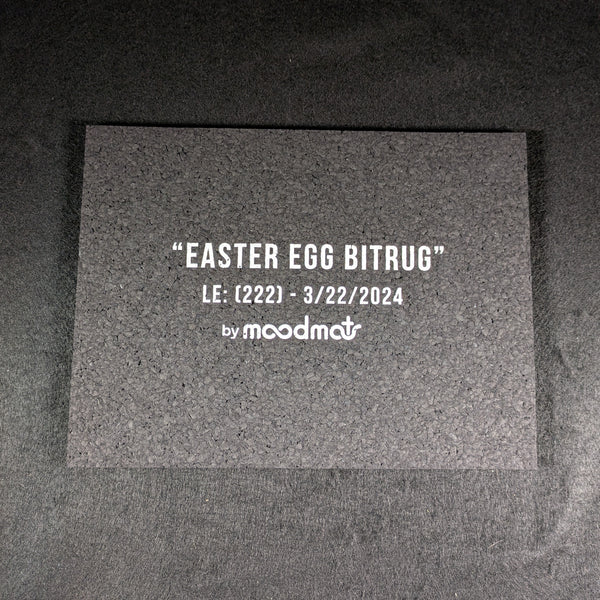 “EASTER EGG BITRUG”
LE: (222) - 3/22/2024
by moodmats